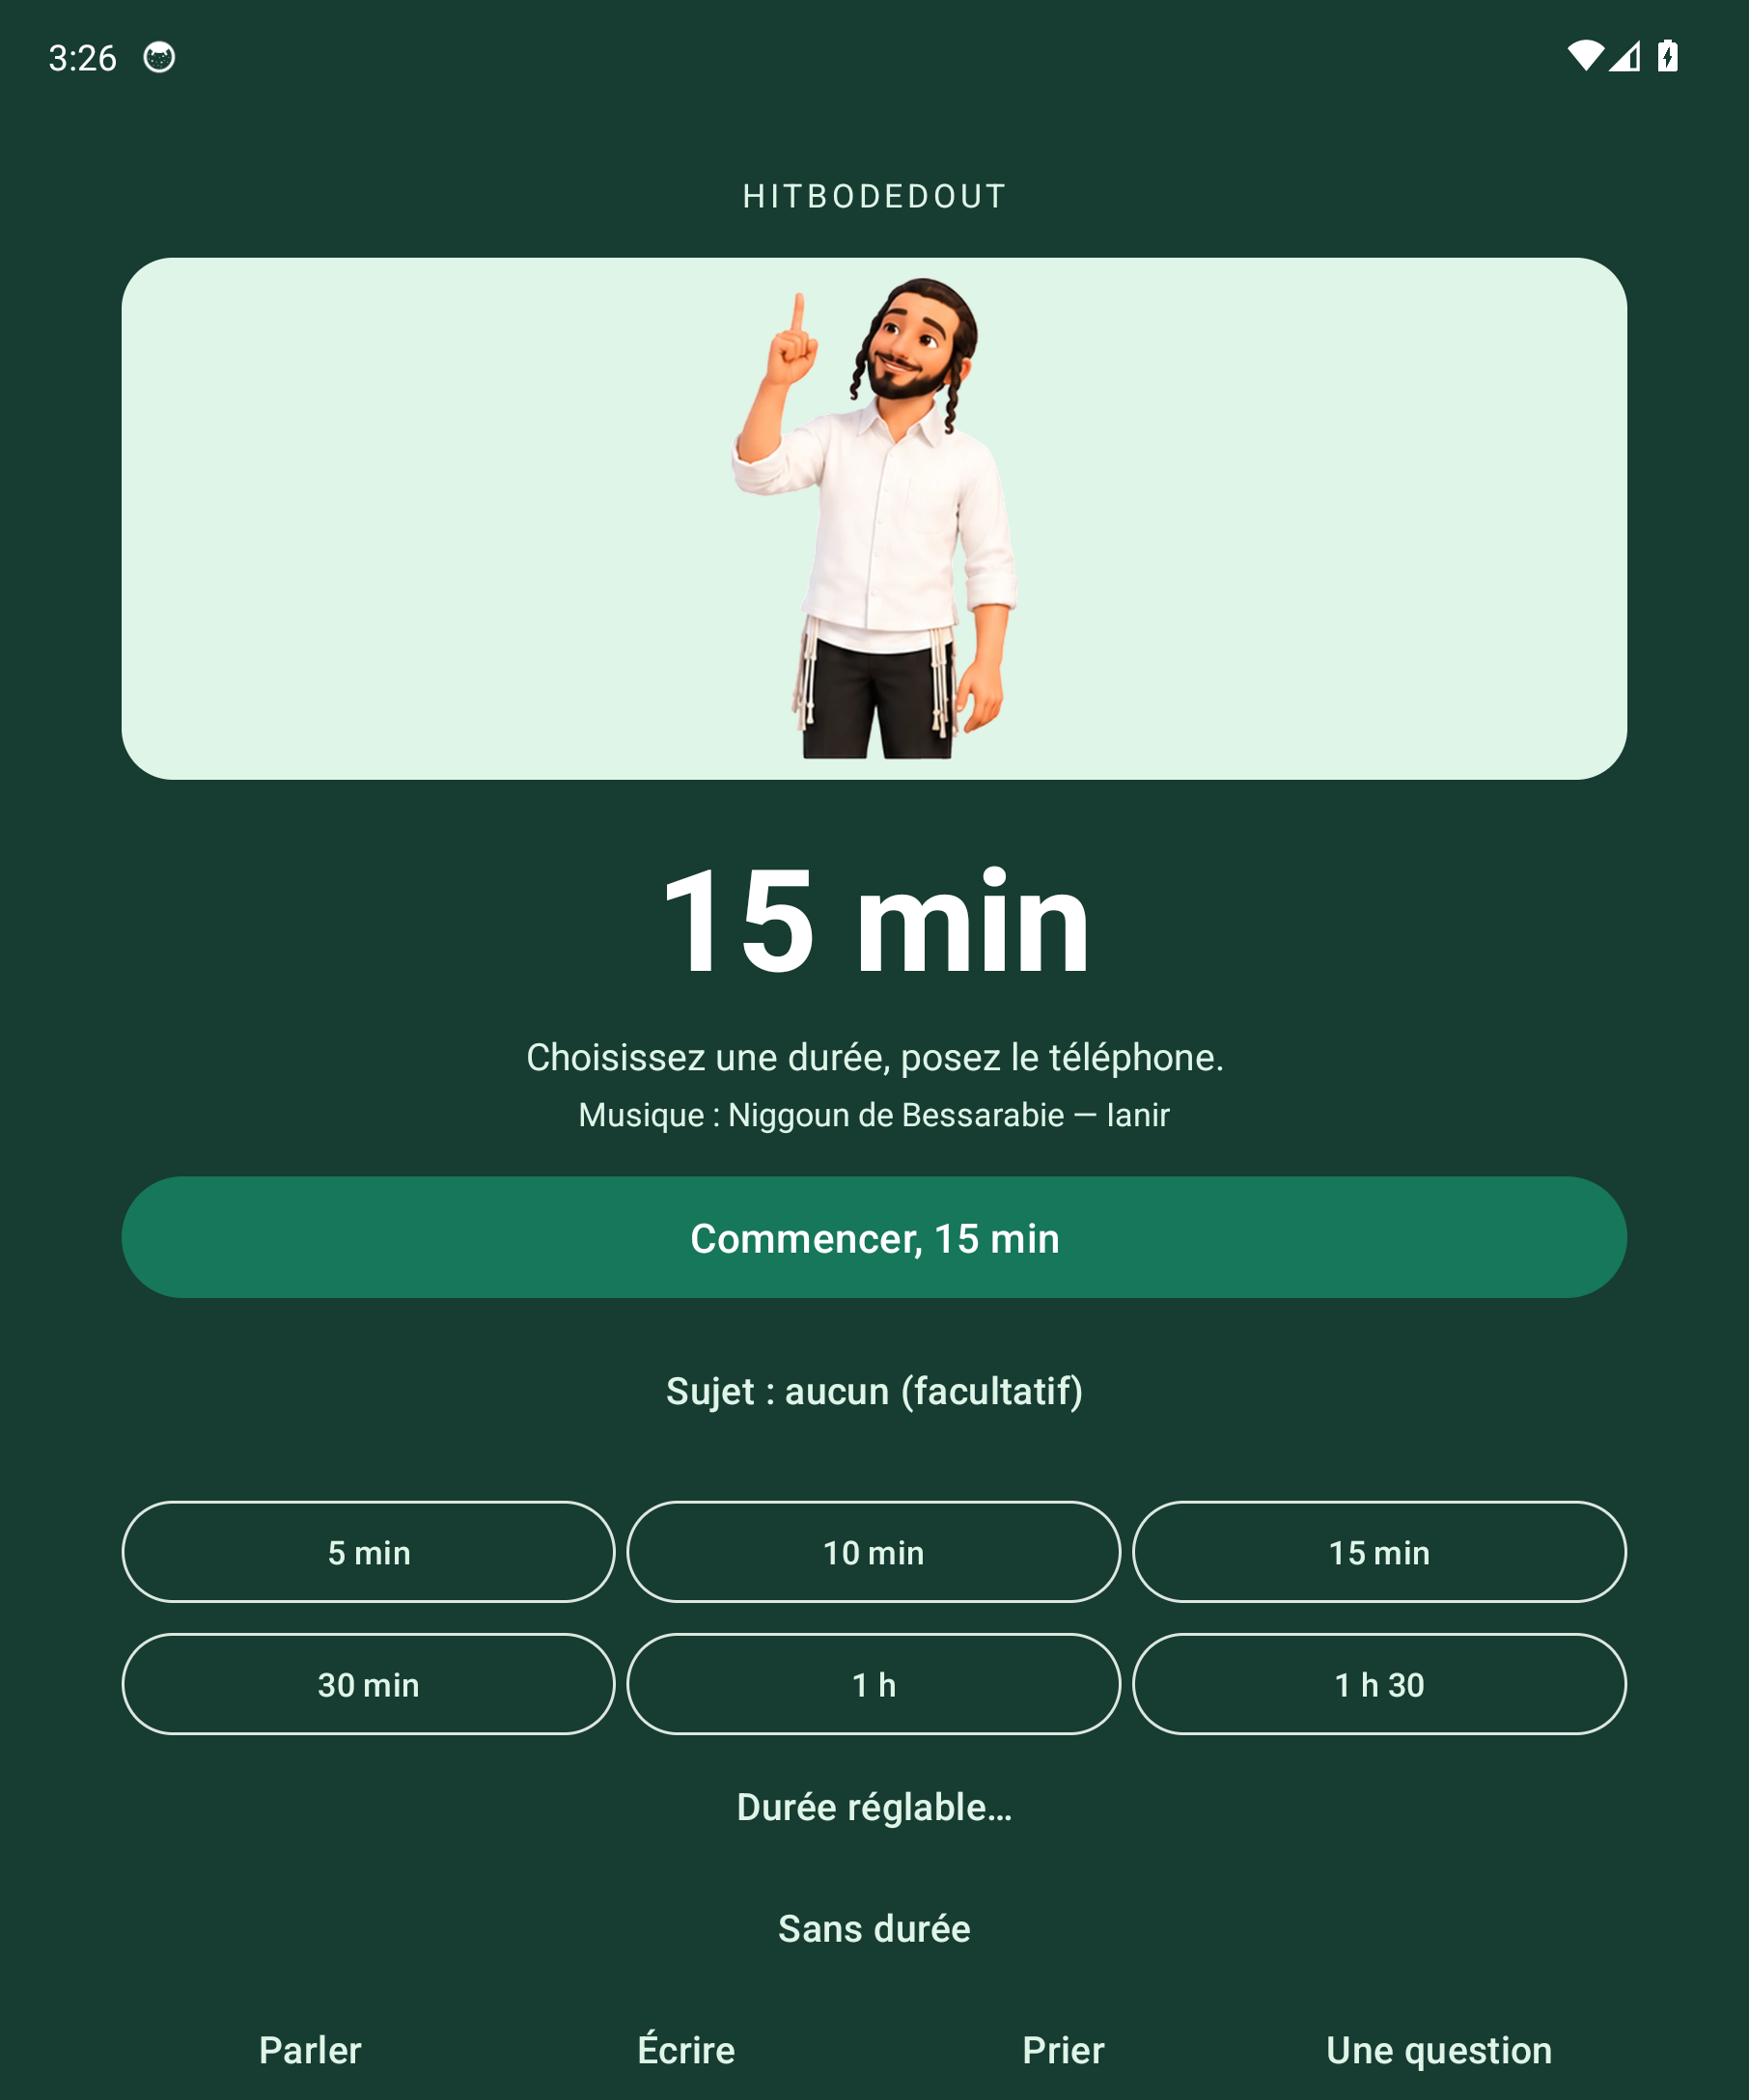 3:26
HITBODEDOUT
15 min
Choisissez une durée, posez le téléphone.
Musique : Niggoun de Bessarabie — Ianir
Commencer, 15 min
Sujet : aucun (facultatif)
5 min
10 min
15 min
30 min
1 h
1 h 30
Durée réglable…
Sans durée
Parler
Écrire
Prier
Une question